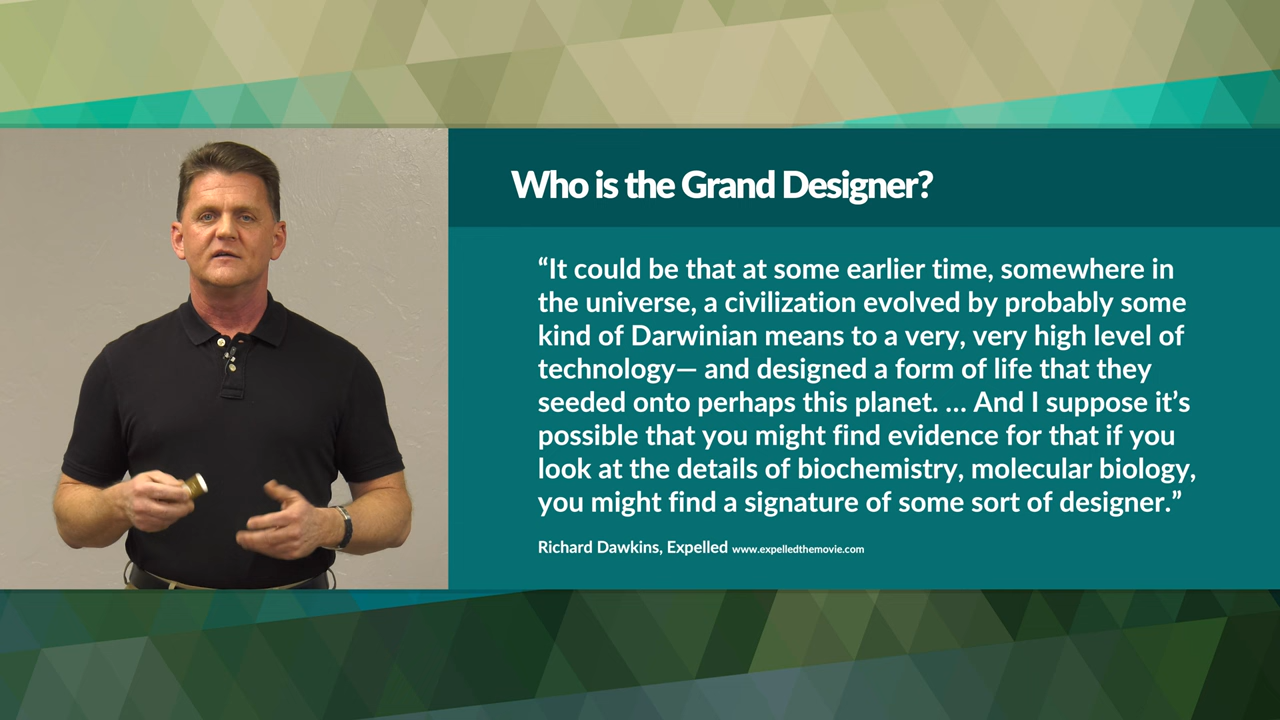 Who is the Grand Designer?
“It could be that at some earlier time, somewhere in
the universe, a civilization evolved by probably some
kind of Darwinian means to a very, very high level of
technology— and designed a form of life that they
seeded onto perhaps this planet. … And I suppose it’s
possible that you might find evidence for that if you
look at the details of biochemistry, molecular biology,
you might find a signature of some sort of designer.”
Richard Dawkins, Expelled www.expelledthemovie.com